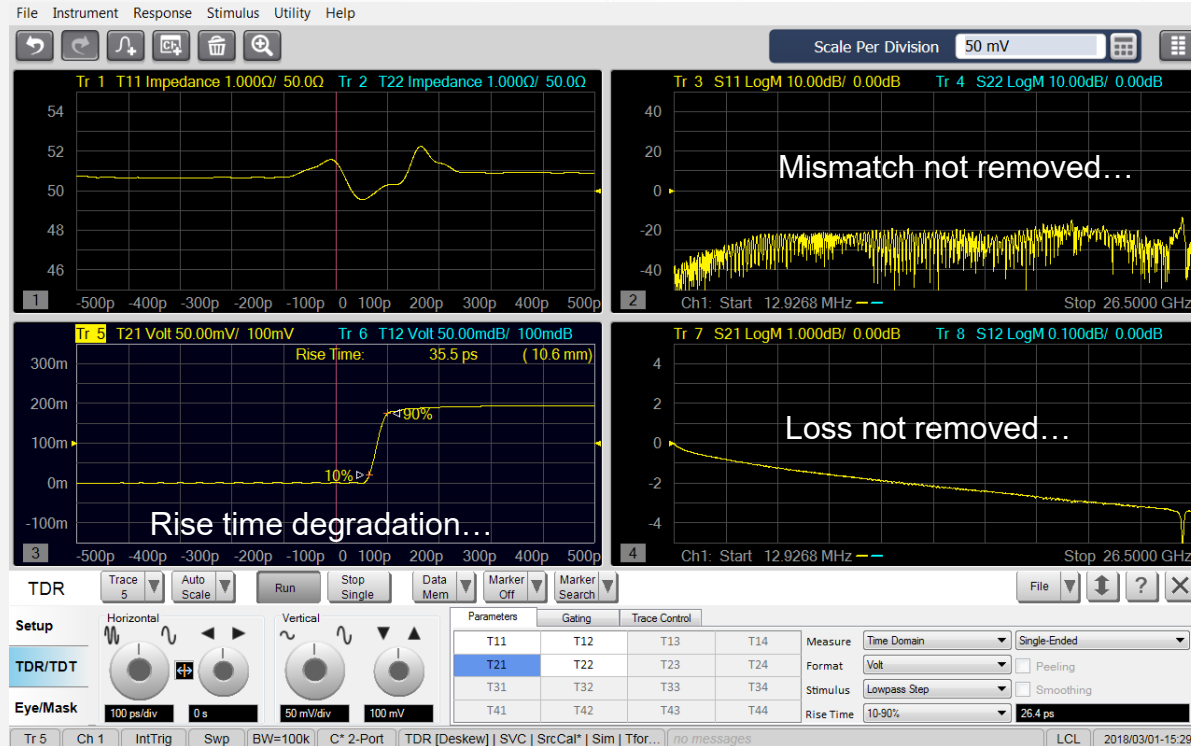 File Instrument Response Stimulus Utility Help
Scale Per Division 50 mV
Tr 1 T11 Impedance 1.000Ω/ 50.0Ω Tr 2 T22 Impedance 1.000Ω/ 50.0Ω
54
52
50
48
46
1 -500p -400p -300p -200p -100p 0 100p 200p 300p 400p 500p
Tr 3 S11 LogM 10.00dB/ 0.00dB Tr 4 S22 LogM 10.00dB/ 0.00dB
40
20
Mismatch not removed…
0
-20
-40
2 Ch1: Start 12.9268 MHz Stop 26.5000 GHz
Tr 5 T21 Volt 50.00mV/ 100mV Tr 6 T12 Volt 50.00mdB/ 100mdB
Rise Time: 35.5 ps (10.6 mm)
300m
200m
90%
100m
10%
0m
-100m
Rise time degradation…
3 -500p -400p -300p -200p -100p 0 100p 200p 300p 400p 500p
Tr 7 S21 LogM 1.000dB/ 0.00dB Tr 8 S12 LogM 0.100dB/ 0.00dB
4
2
Loss not removed…
0
-2
-4
4 Ch1: Start 12.9268 MHz Stop 26.5000 GHz
TDR Trace 5 Auto Scale Run Stop Single Data Mem Marker Off Marker Search File ? X
Setup
TDR/TDT
Eye/Mask
Horizontal
100 ps/div 0 s
Vertical
50 mV/div 100 mV
Parameters Gating Trace Control
T11 T12 T13 T14
T21 T22 T23 T24
T31 T32 T33 T34
T41 T42 T43 T44
Measure Time Domain Single-Ended
Format Volt Peeling
Stimulus Lowpass Step Smoothing
Rise Time 10-90% 26.4 ps
Tr 5 Ch 1 IntTrig Swp BW=100k C* 2-Port TDR [Deskew] | SVC | SrcCal* | Sim | Tfor... no messages LCL 2018/03/01-15:29